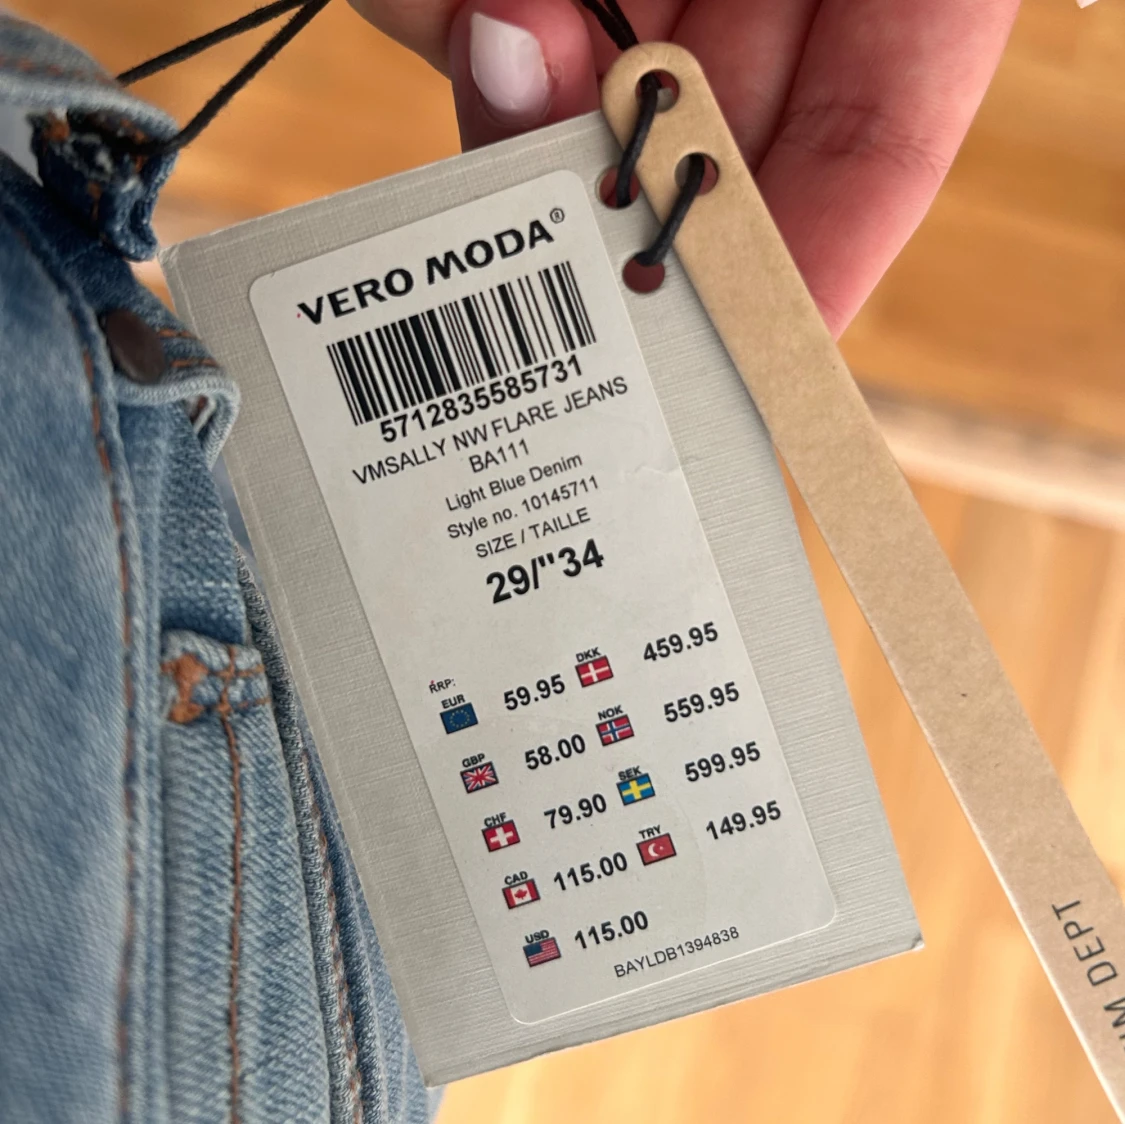 VERO MODA®
5712835585731
VMSALLY NW FLARE JEANS
BA111
Light Blue Denim
Style no. 10145711
SIZE / TAILLE
29/"34
RRP:
EUR 59.95 DKK 459.95
GBP 58.00 NOK 559.95
CHF 79.90 SEK 599.95
CAD 115.00 TRY 149.95
USD 115.00
BAYLDB1394838
DEPT